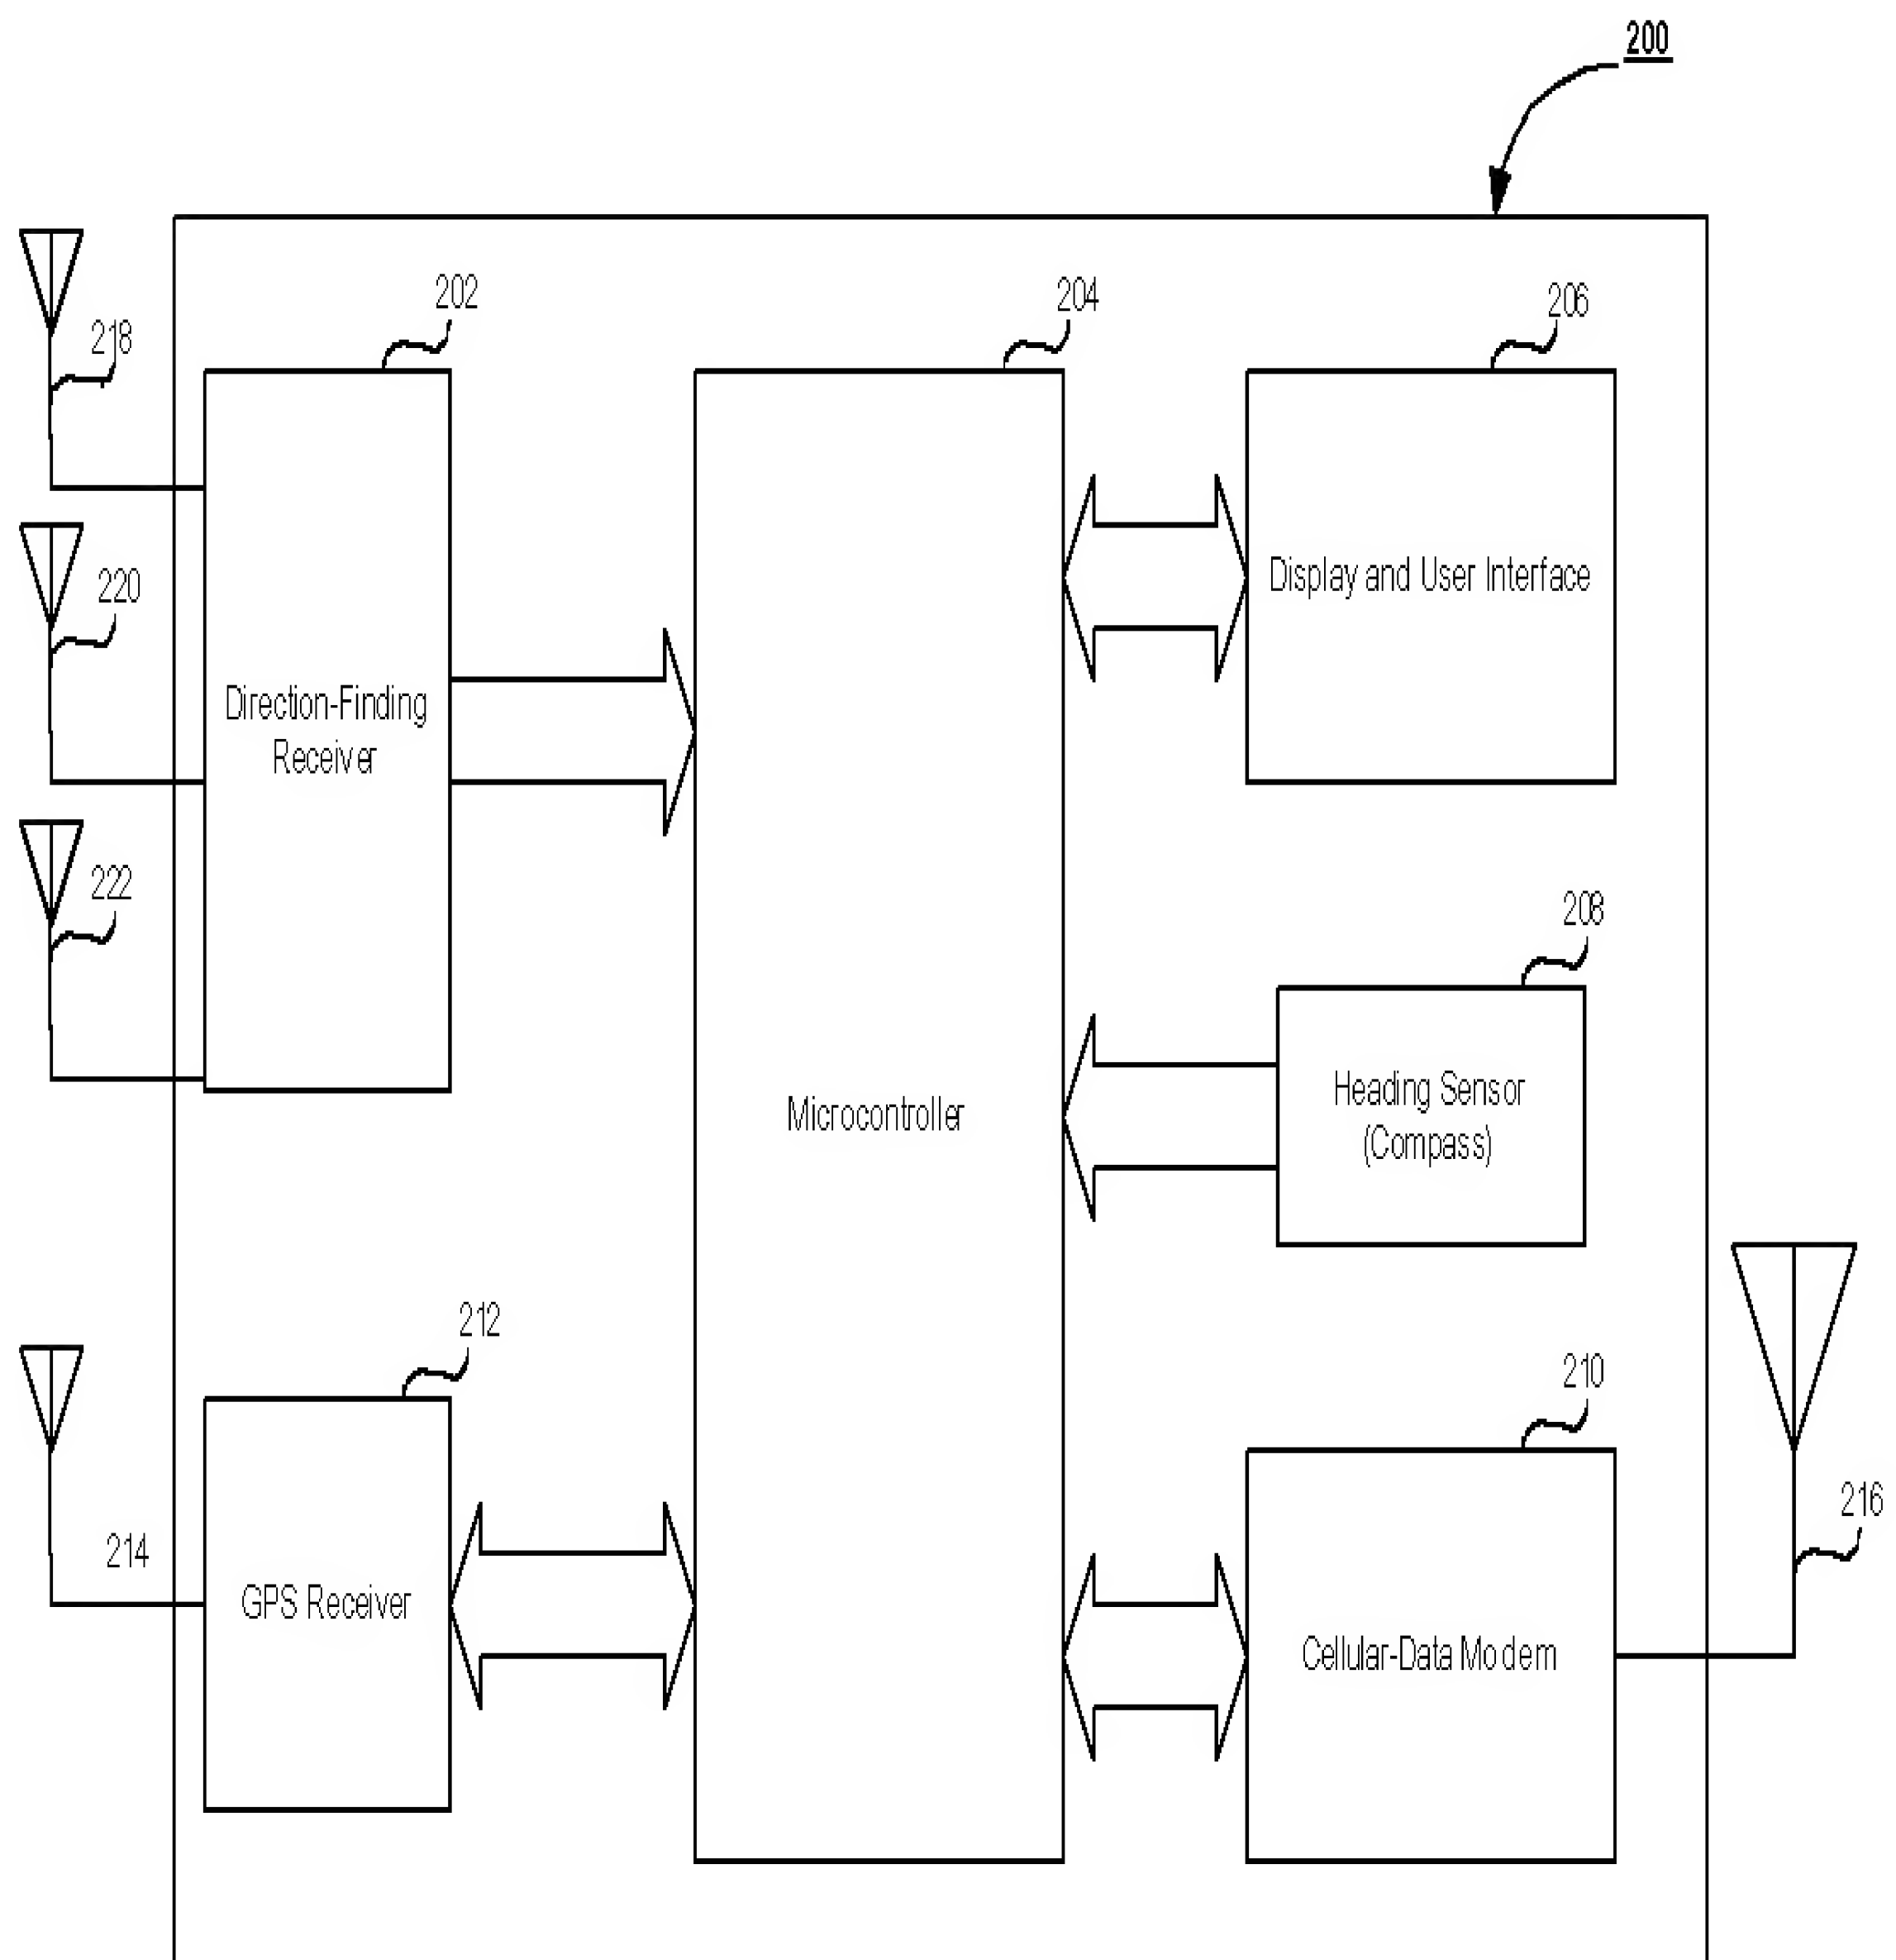 200
202
204
206
218
220
Display and User Interface
Direction-Finding
Receiver
222
208
Heading Sensor
(Compass)
Microcontroller
212
210
216
214
GPS Receiver
Cellular-Data Modem